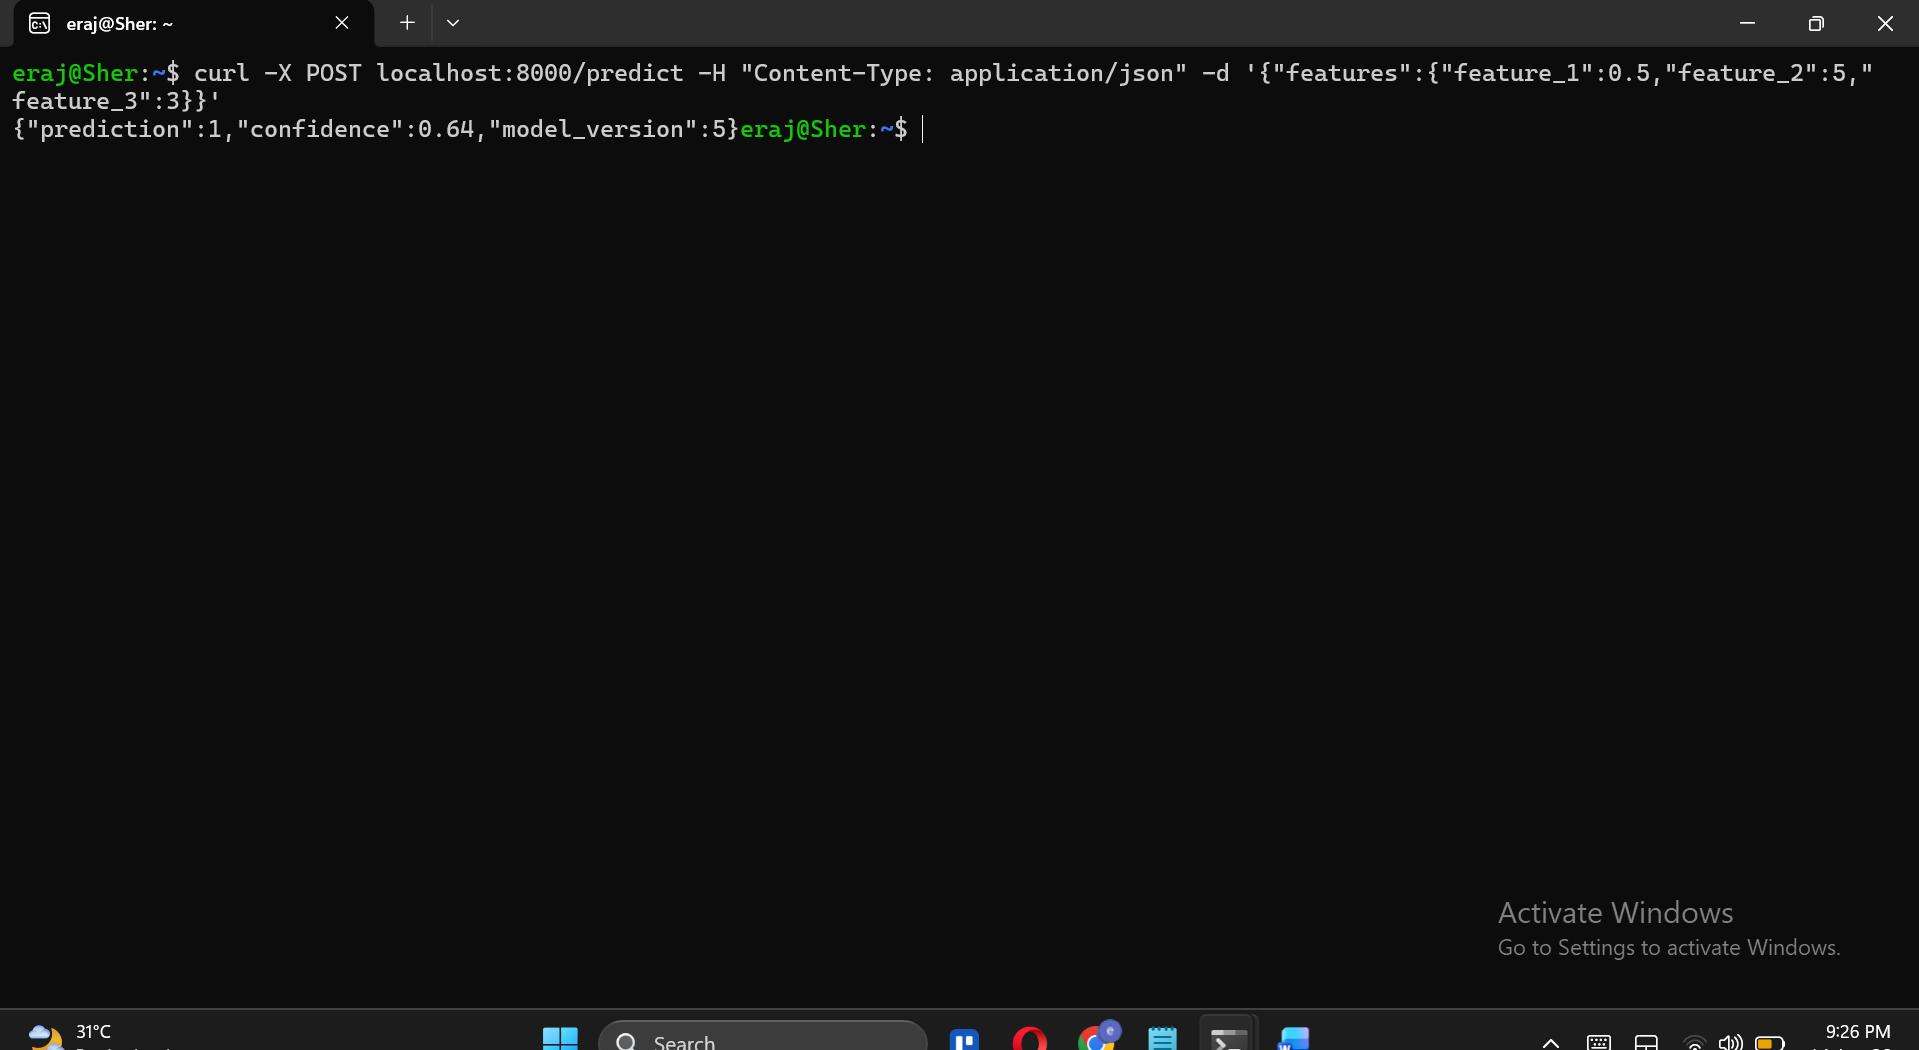 eraj@Sher: ~
eraj@Sher:~$ curl -X POST localhost:8000/predict -H "Content-Type: application/json" -d '{"features":{"feature_1":0.5,"feature_2":5,"
feature_3":3}}'
{"prediction":1,"confidence":0.64,"model_version":5}eraj@Sher:~$
Activate Windows
Go to Settings to activate Windows.
31°C
Search
9:26 PM